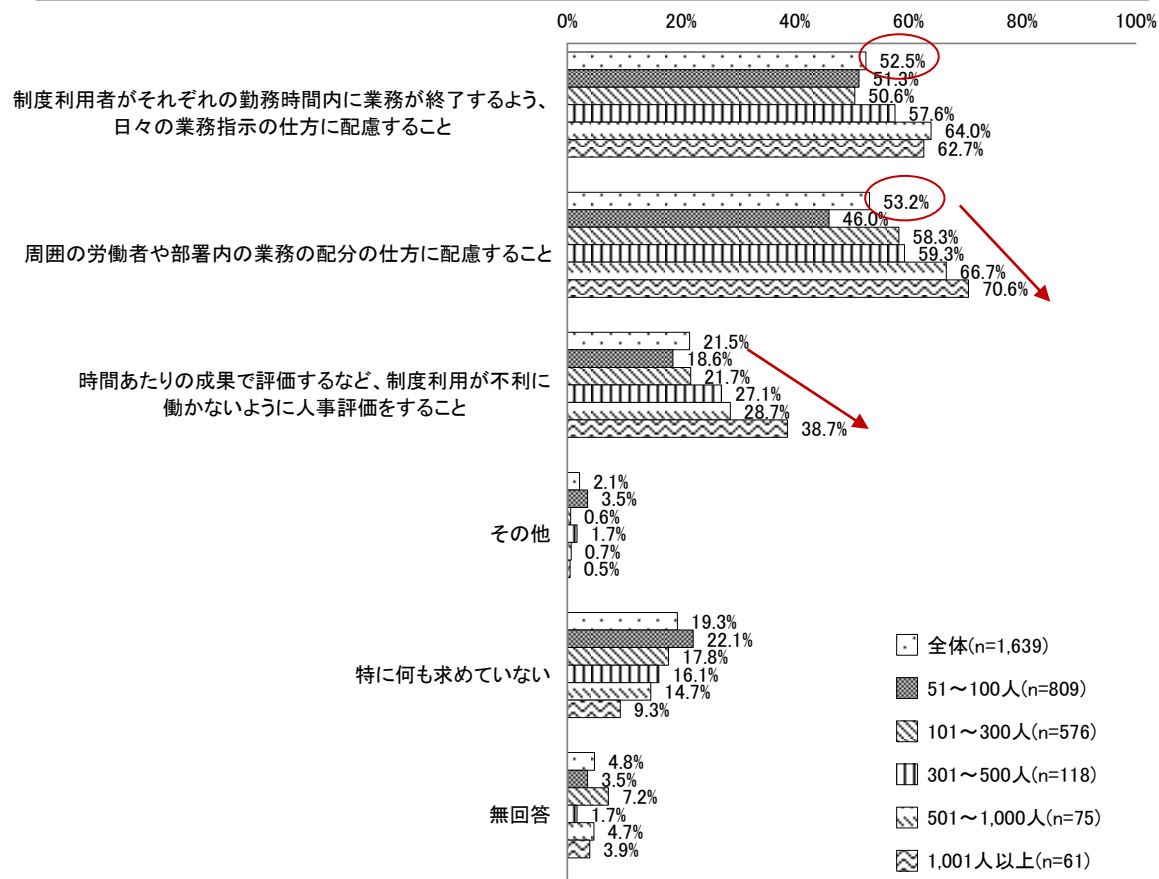 0% 20% 40% 60% 80% 100%
制度利用者がそれぞれの勤務時間内に業務が終了するよう、
日々の業務指示の仕方に配慮すること
52.5%
51.3%
50.6%
57.6%
64.0%
62.7%
周囲の労働者や部署内の業務の配分の仕方に配慮すること
53.2%
46.0%
58.3%
59.3%
66.7%
70.6%
時間あたりの成果で評価するなど、制度利用が不利に
働かないように人事評価をすること
21.5%
18.6%
21.7%
27.1%
28.7%
38.7%
その他
2.1%
3.5%
0.6%
1.7%
0.7%
0.5%
特に何も求めていない
19.3%
22.1%
17.8%
16.1%
14.7%
9.3%
無回答
4.8%
3.5%
7.2%
1.7%
4.7%
3.9%
全体(n=1,639)
51～100人(n=809)
101～300人(n=576)
301～500人(n=118)
501～1,000人(n=75)
1,001人以上(n=61)